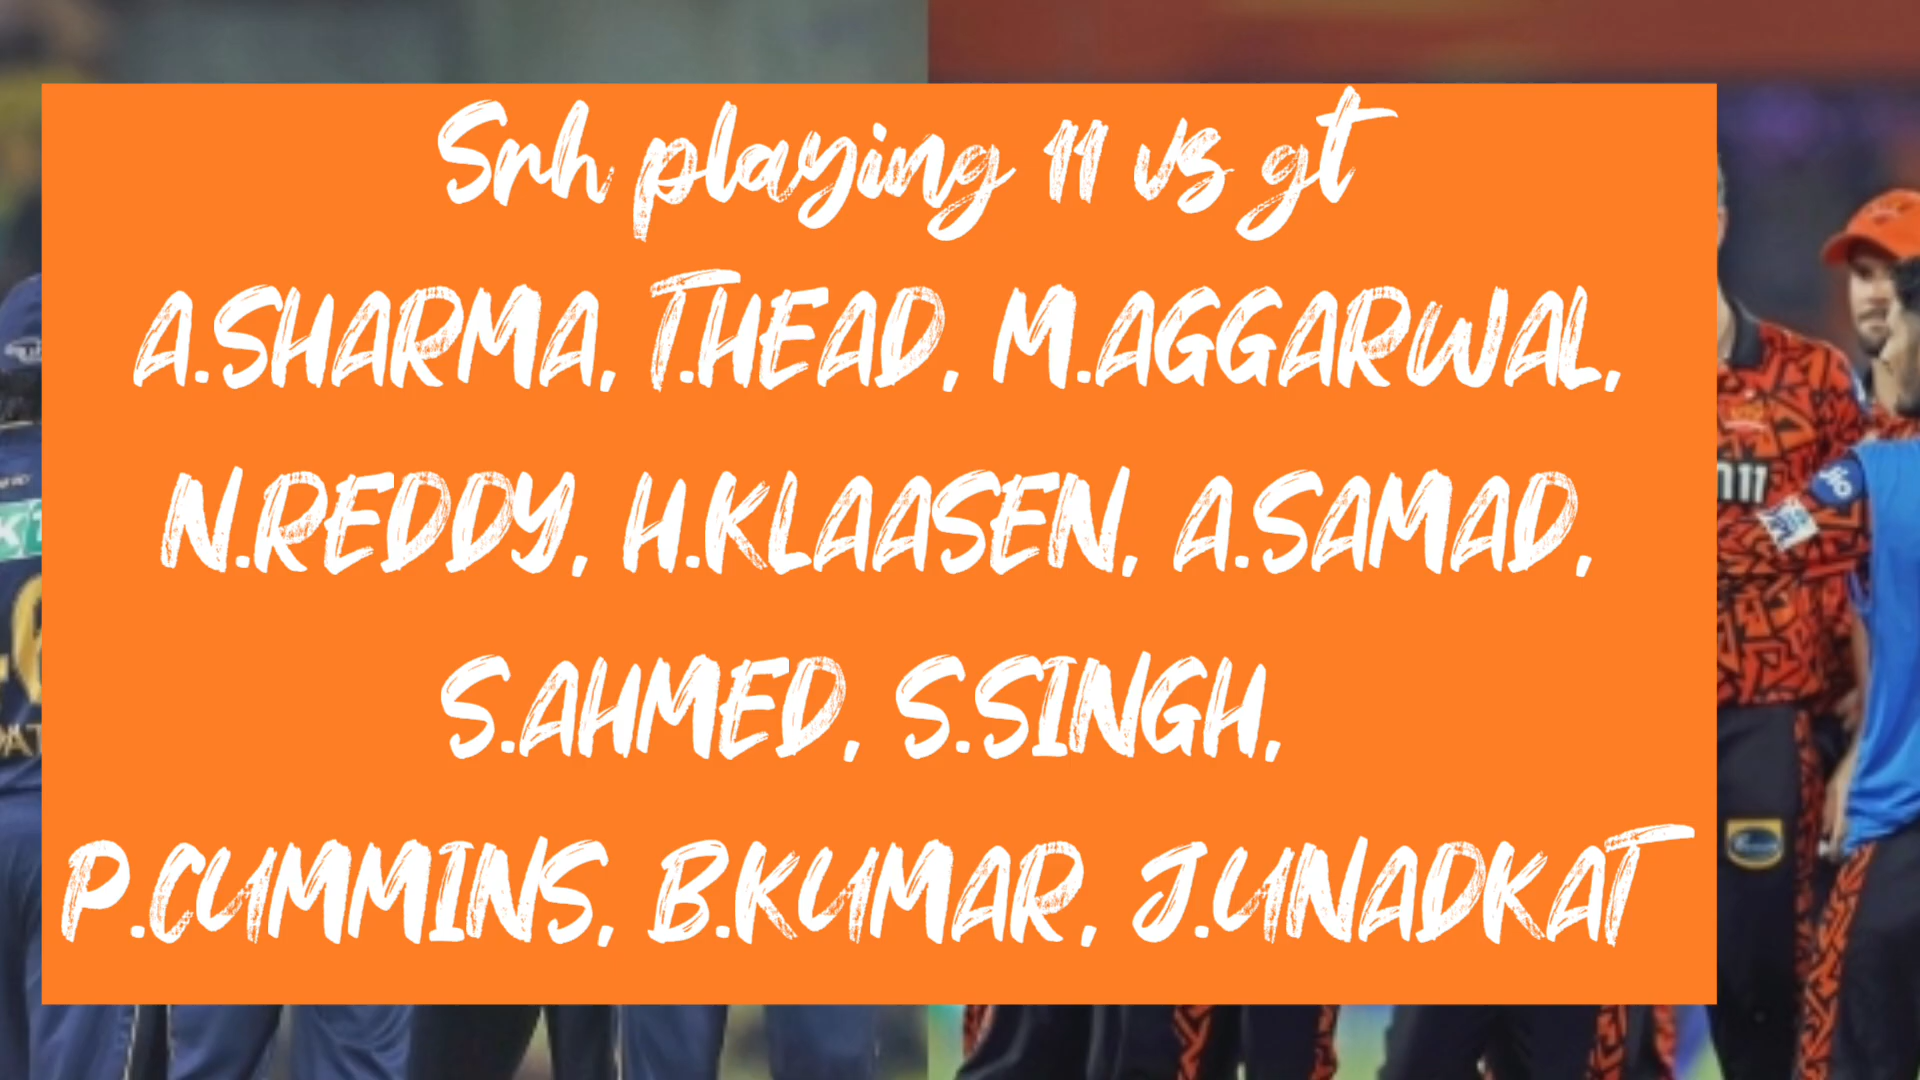 Srh playing 11 vs gt
A.SHARMA, T.HEAD, M.AGGARWAL,
N.REDDY, H.KLAASEN, A.SAMAD,
S.AHMED, S.SINGH,
P.CUMMINS, B.KUMAR, J.UNADKAT